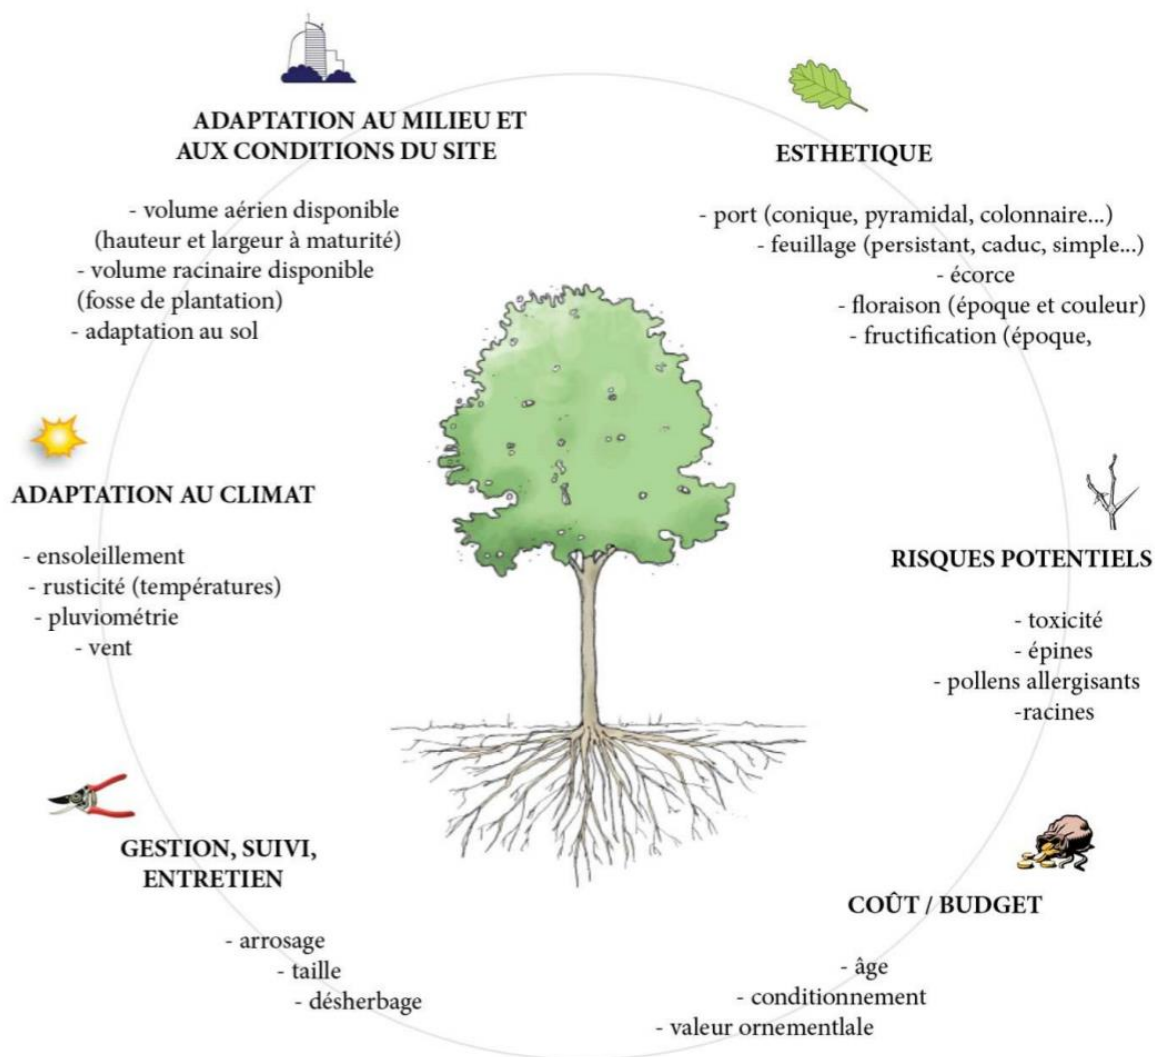 ADAPTATION AU MILIEU ET
AUX CONDITIONS DU SITE
- volume aérien disponible
(hauteur et largeur à maturité)
- volume racinaire disponible
(fosse de plantation)
- adaptation au sol
ESTHETIQUE
- port (conique, pyramidal, colonnaire...)
- feuillage (persistant, caduc, simple...)
- écorce
- floraison (époque et couleur)
- fructification (époque,
ADAPTATION AU CLIMAT
- ensoleillement
- rusticité (températures)
- pluviométrie
- vent
RISQUES POTENTIELS
- toxicité
- épines
- pollens allergisants
-racines
GESTION, SUIVI,
ENTRETIEN
- arrosage
- taille
- désherbage
COÛT / BUDGET
- âge
- conditionnement
- valeur ornementlale